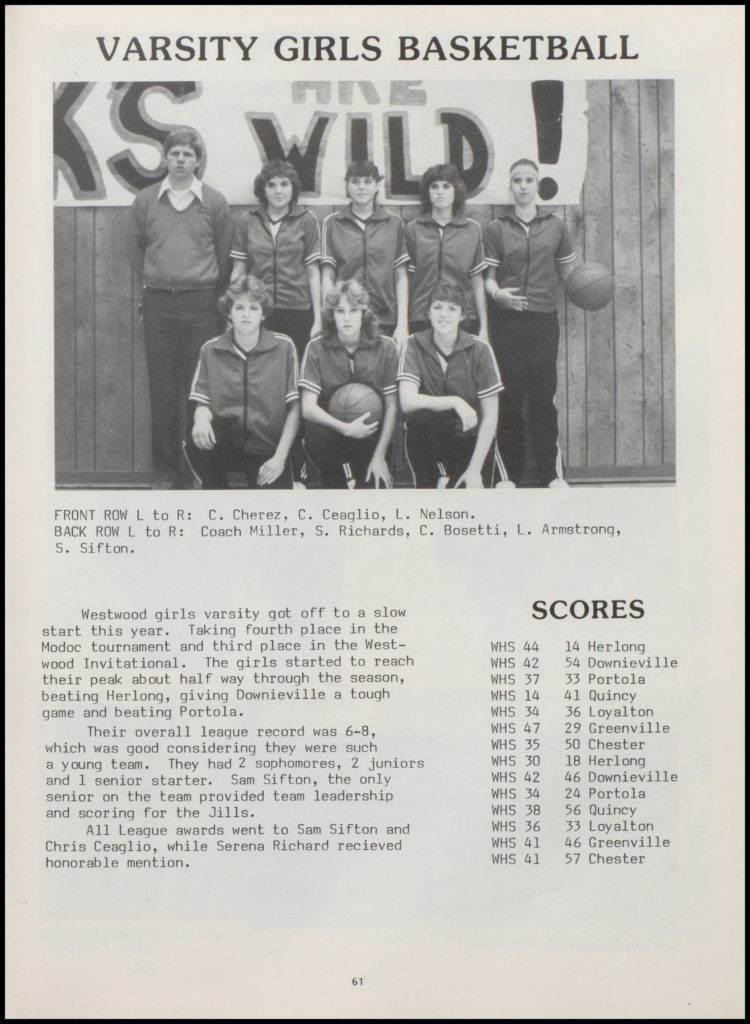 VARSITY GIRLS BASKETBALL
KS ARE
WILD!
FRONT ROW L to R: C. Cherez, C. Ceaglio, L. Nelson.
BACK ROW L to R: Coach Miller, S. Richards, C. Bosetti, L. Armstrong,
S. Sifton.
Westwood girls varsity got off to a slow
start this year. Taking fourth place in the
Modoc tournament and third place in the West-
wood Invitational. The girls started to reach
their peak about half way through the season,
beating Herlong, giving Downieville a tough
game and beating Portola.
Their overall league record was 6-8,
which was good considering they were such
a young team. They had 2 sophomores, 2 juniors
and 1 senior starter. Sam Sifton, the only
senior on the team provided team leadership
and scoring for the Jills.
All League awards went to Sam Sifton and
Chris Ceaglio, while Serena Richard recieved
honorable mention.
SCORES
WHS 44 14 Herlong
WHS 42 54 Downieville
WHS 37 33 Portola
WHS 14 41 Quincy
WHS 34 36 Loyalton
WHS 47 29 Greenville
WHS 35 50 Chester
WHS 30 18 Herlong
WHS 42 46 Downieville
WHS 34 24 Portola
WHS 38 56 Quincy
WHS 36 33 Loyalton
WHS 41 46 Greenville
WHS 41 57 Chester
61